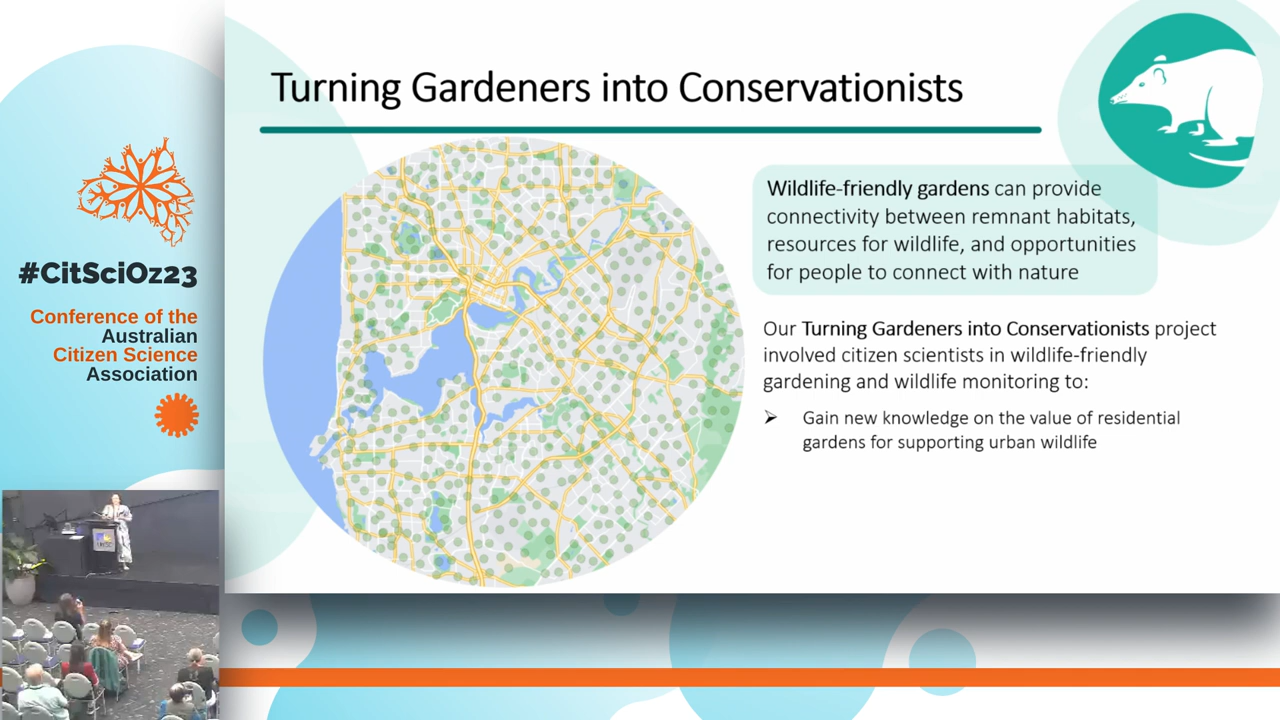 Turning Gardeners into Conservationists
#CitSciOz23
Conference of the
Australian
Citizen Science
Association
Wildlife-friendly gardens can provide
connectivity between remnant habitats,
resources for wildlife, and opportunities
for people to connect with nature
Our Turning Gardeners into Conservationists project
involved citizen scientists in wildlife-friendly
gardening and wildlife monitoring to:
➢ Gain new knowledge on the value of residential
gardens for supporting urban wildlife